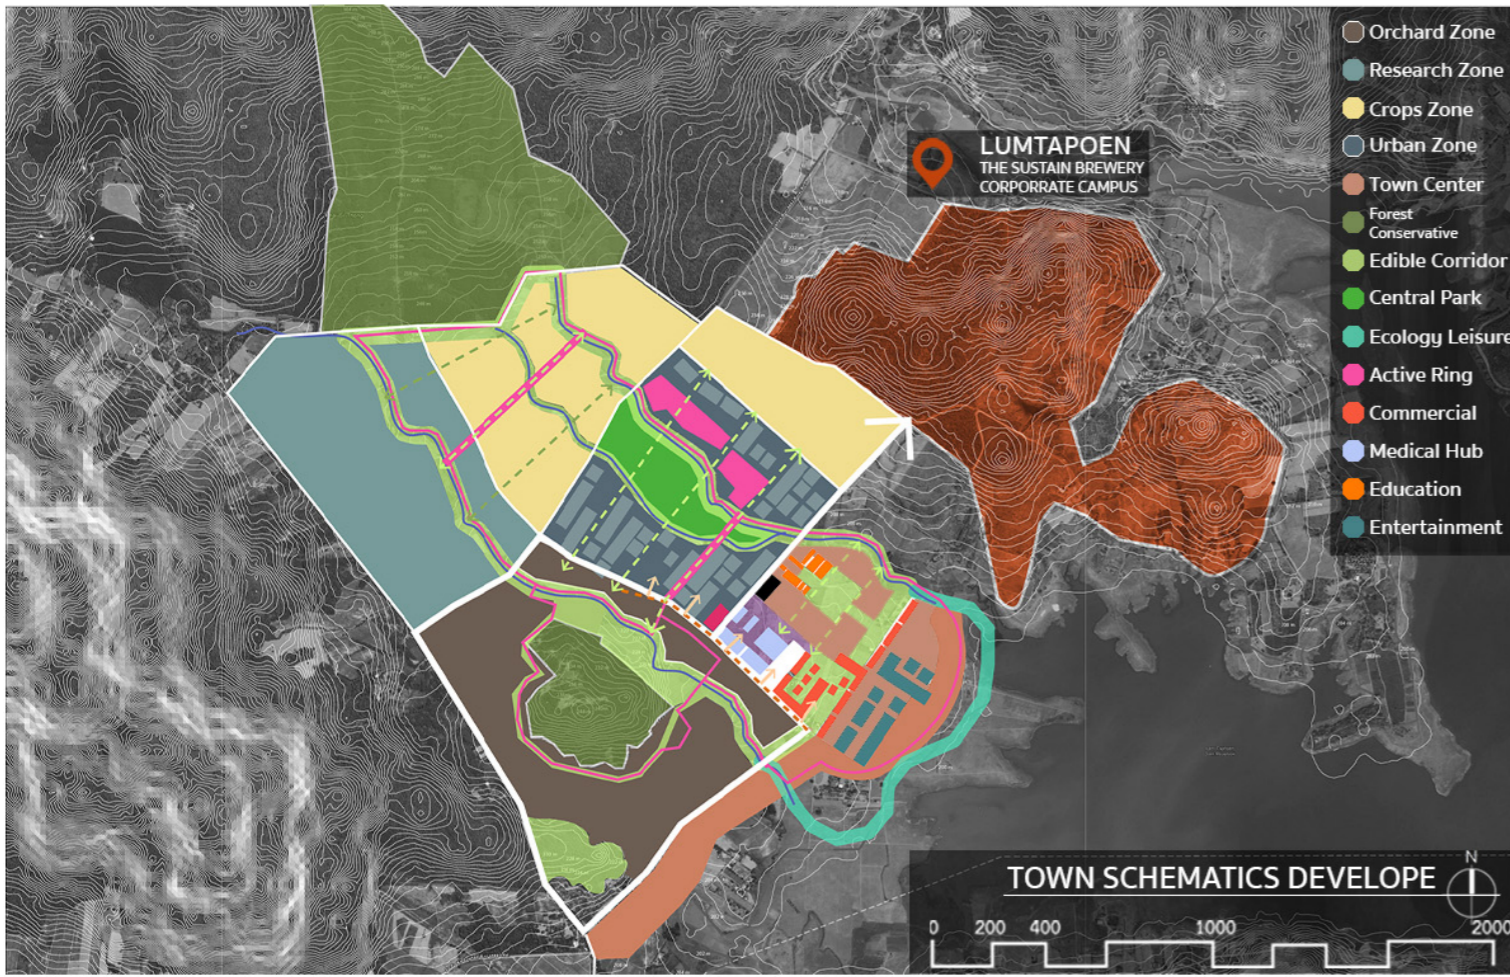 Orchard Zone
Research Zone
Crops Zone
Urban Zone
Town Center
Forest
Conservative
Edible Corridor
Central Park
Ecology Leisure
Active Ring
Commercial
Medical Hub
Education
Entertainment
LUMTAPOEN
THE SUSTAIN BREWERY
CORPORRATE CAMPUS
TOWN SCHEMATICS DEVELOPE
N
0 200 400 1000 2000